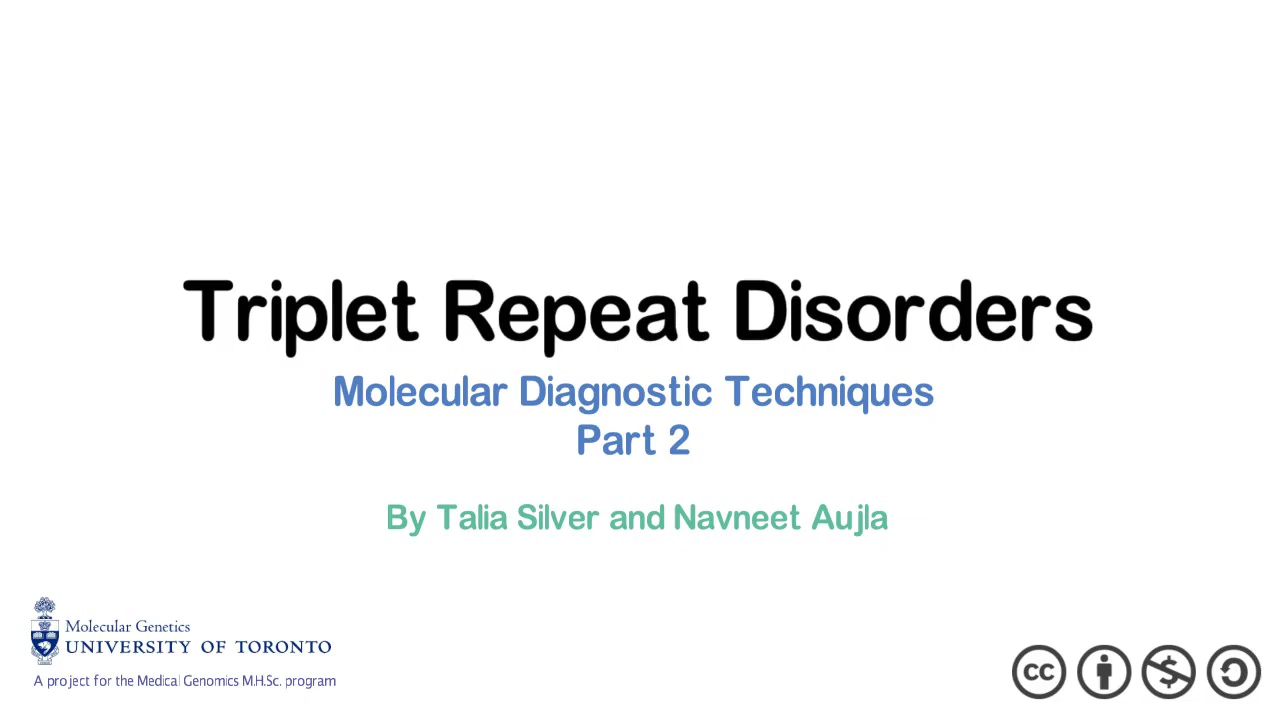 Triplet Repeat Disorders
Molecular Diagnostic Techniques
Part 2
By Talia Silver and Navneet Aujla
Molecular Genetics
UNIVERSITY OF TORONTO
A project for the Medical Genomics M.H.Sc. program
cc